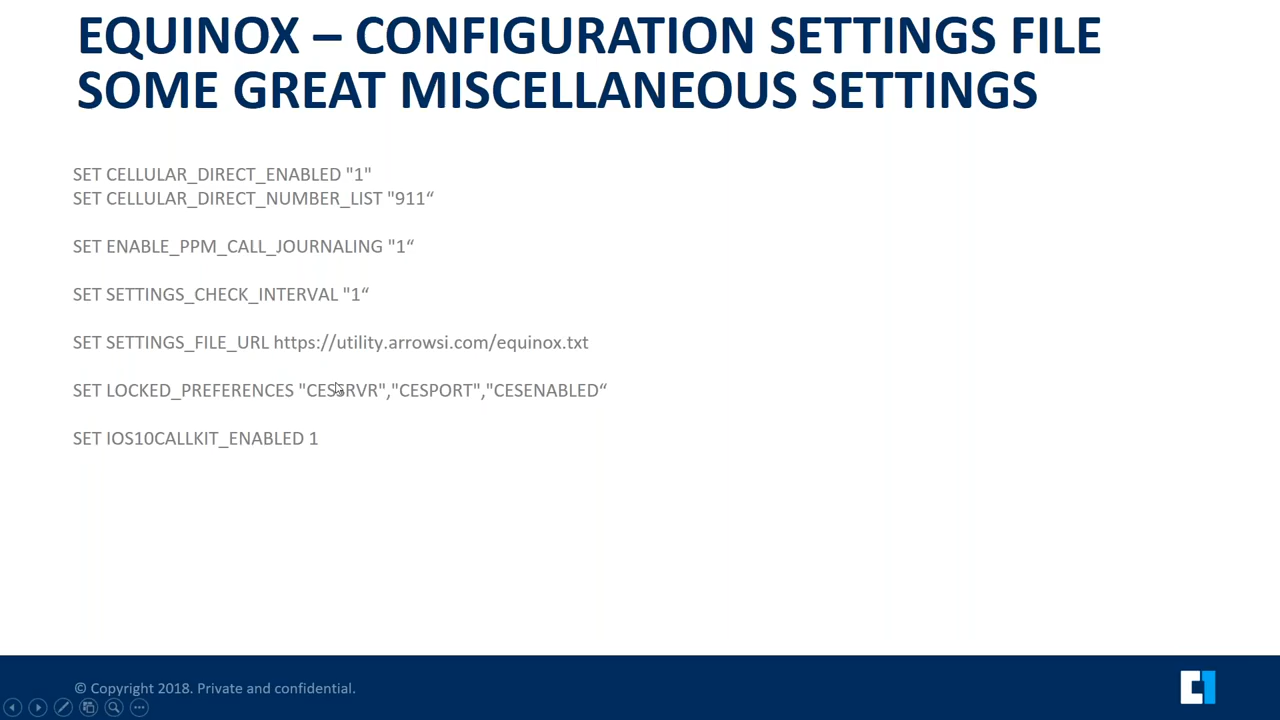 EQUINOX – CONFIGURATION SETTINGS FILE
SOME GREAT MISCELLANEOUS SETTINGS
SET CELLULAR_DIRECT_ENABLED "1"
SET CELLULAR_DIRECT_NUMBER_LIST "911“
SET ENABLE_PPM_CALL_JOURNALING "1“
SET SETTINGS_CHECK_INTERVAL "1“
SET SETTINGS_FILE_URL https://utility.arrowsi.com/equinox.txt
SET LOCKED_PREFERENCES "CESSRVR","CESPORT","CESENABLED“
SET IOS10CALLKIT_ENABLED 1
© Copyright 2018. Private and confidential.